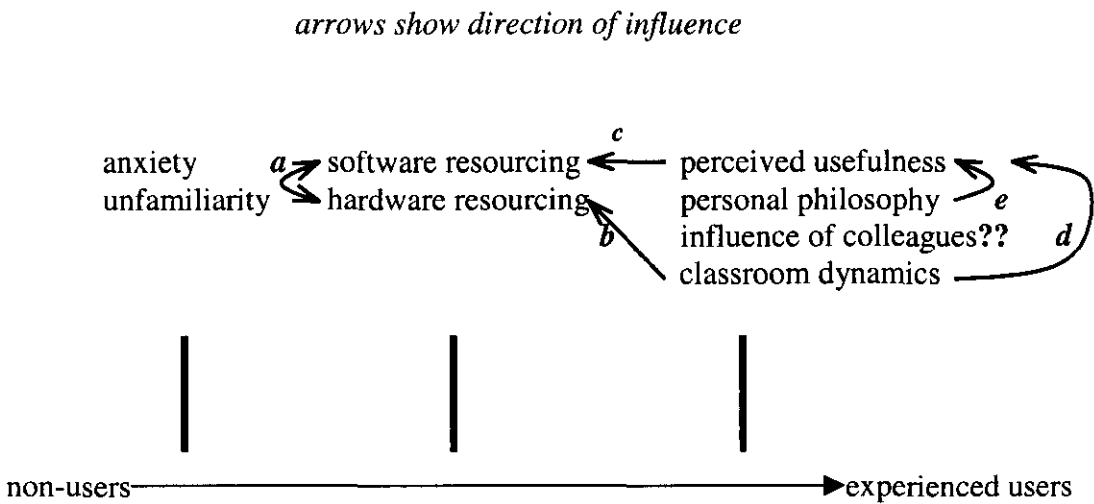 arrows show direction of influence
c
anxiety a software resourcing perceived usefulness
unfamiliarity hardware resourcing personal philosophy e
b influence of colleagues?? d
classroom dynamics
non-users experienced users